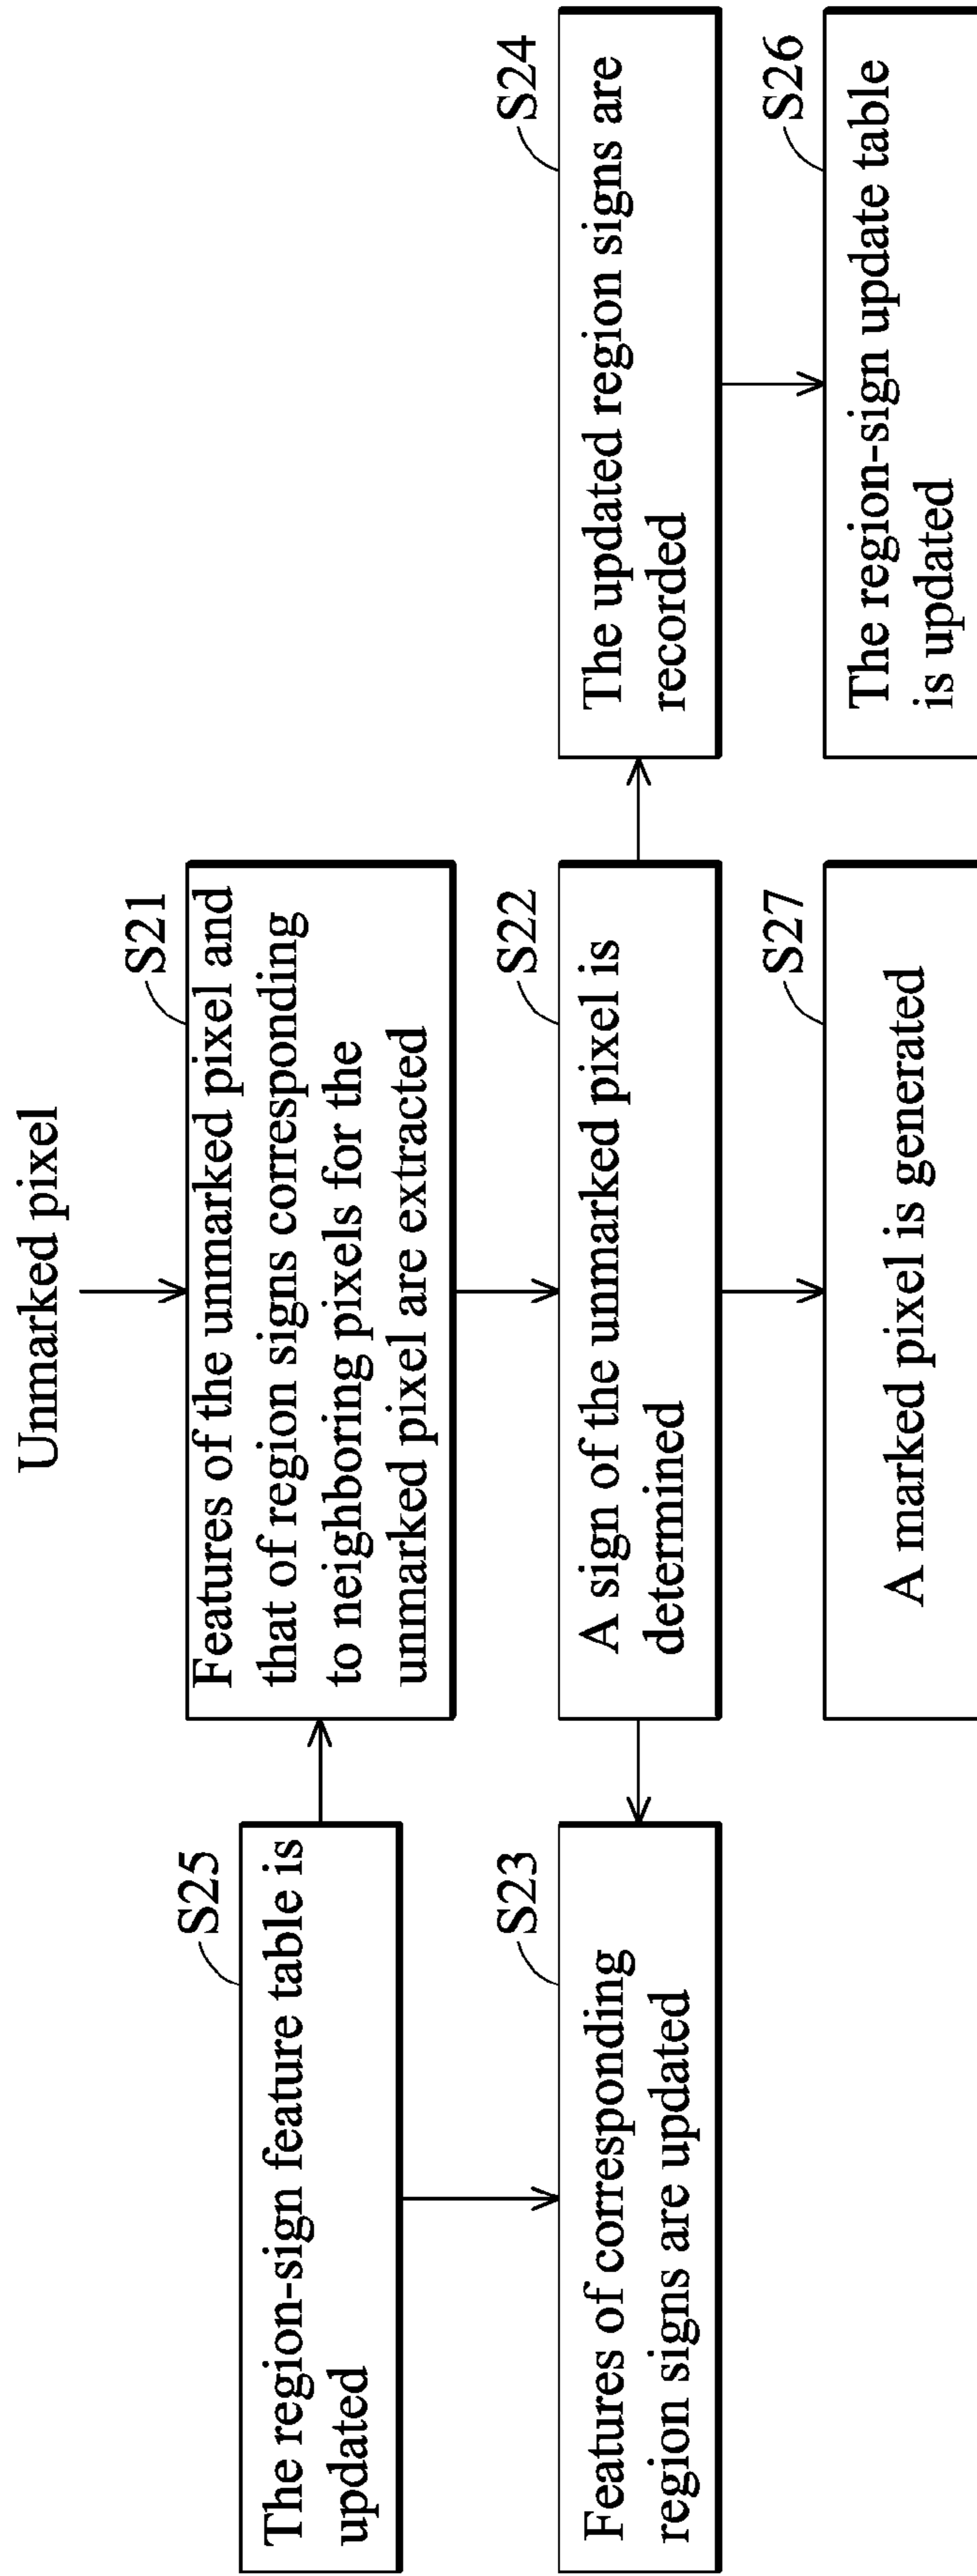 Unmarked pixel
S21
Features of the unmarked pixel and
that of region signs corresponding
to neighboring pixels for the
unmarked pixel are extracted
S25
The region-sign feature table is
updated
S22
A sign of the unmarked pixel is
determined
S23
Features of corresponding
region signs are updated
S24
The updated region signs are
recorded
S27
A marked pixel is generated
S26
The region-sign update table
is updated